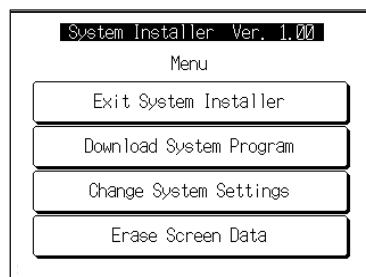 System Installer Ver. 1.00
Menu
Exit System Installer
Download System Program
Change System Settings
Erase Screen Data